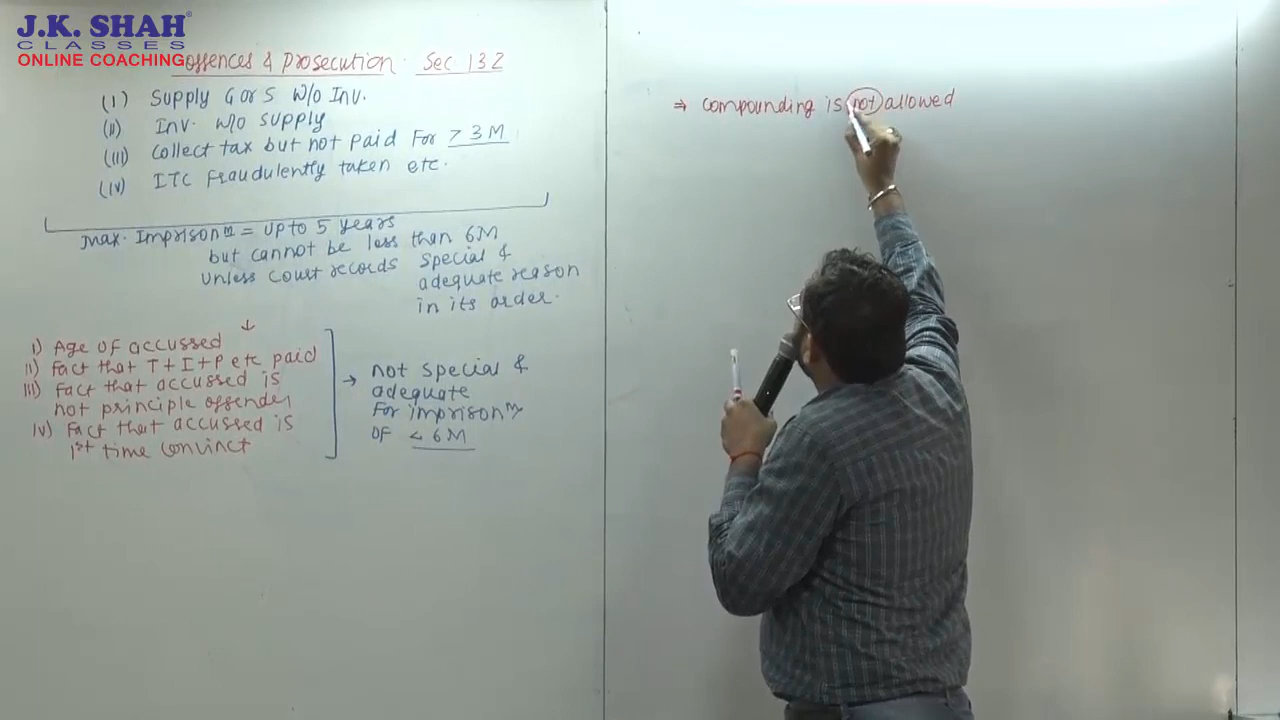 J.K. SHAH®
CLASSES
ONLINE COACHING
offences & Prosecution. Sec 132
(I) Supply G or S W/o Inv.
(II) Inv. W/o supply
(III) Collect tax but not paid for > 3 M
(IV) ITC Fraudulently taken etc.
Max. Imprisonm = upto 5 years
but cannot be less than 6M
unless court records special &
adequate reason
in its order.
↓
I) Age of accussed
II) Fact that T + I + P etc paid
III) Fact that accussed is
not principle offender
IV) Fact that accussed is
1st time convinct
→ not special &
adequate
For imprisonm
OF < 6M
⇒ compounding is not allowed